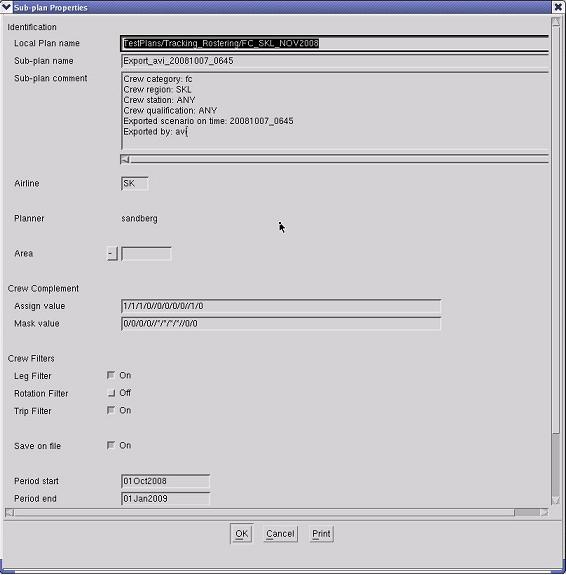 Sub-plan Properties
Identification
Local Plan name TestPlans/Tracking_Rostering/FC_SKL_NOV2008
Sub-plan name Export_avi_20081007_0645
Sub-plan comment Crew category: fc
Crew region: SKL
Crew station: ANY
Crew qualification: ANY
Exported scenario on time: 20081007_0645
Exported by: avi
Airline SK
Planner sandberg
Area -
Crew Complement
Assign value 1/1/1/0//0/0/0/0//1/0
Mask value 0/0/0/0//*/*/*/*//0/0
Crew Filters
Leg Filter On
Rotation Filter Off
Trip Filter On
Save on file On
Period start 01Oct2008
Period end 01Jan2009
OK Cancel Print